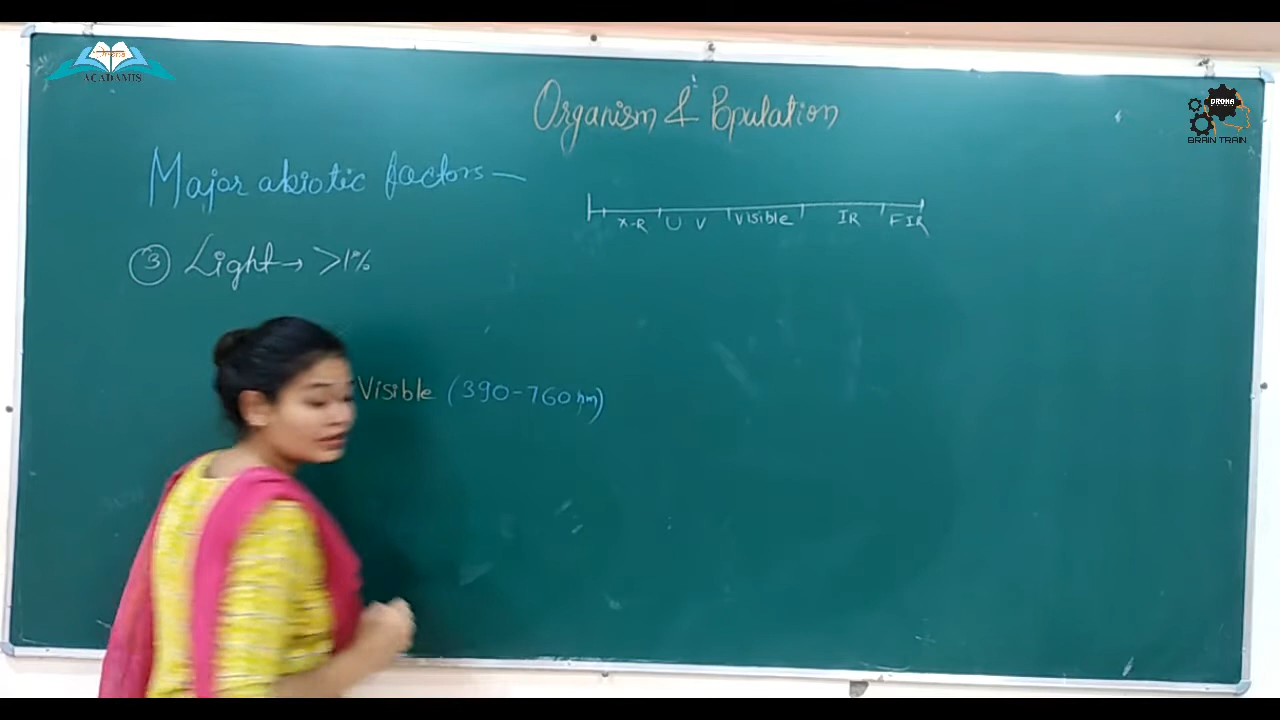 ACADAMIS
DRONA
BRAIN TRAIN
Organism & Population
Major abiotic factors —
X-R U V Visible IR FIR
③ Light → >1%
Visible (390-760 nm)